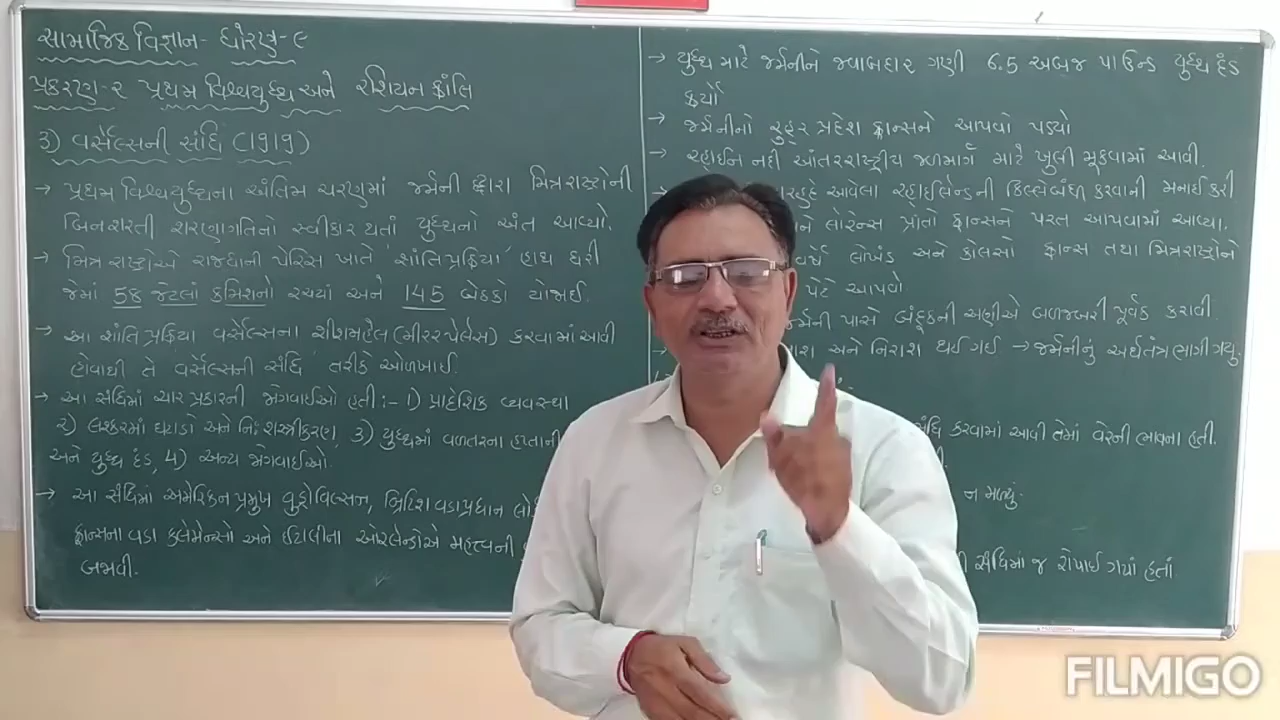 સામાજિક વિજ્ઞાન - ધોરણ-૯
પ્રકરણ-૨ પ્રથમ વિશ્વયુદ્ધ અને રશિયન ક્રાંતિ
૩) વર્સેલ્સની સંધિ (1919)
→ પ્રથમ વિશ્વયુદ્ધના અંતિમ ચરણમાં જર્મની દ્વારા મિત્રરાષ્ટ્રોની
બિનશરતી શરણાગતિનો સ્વીકાર થતાં યુદ્ધનો અંત આવ્યો.
→ મિત્રરાષ્ટ્રોએ રાજધાની પેરિસ ખાતે 'શાંતિપ્રક્રિયા' હાથ ધરી
જેમાં 58 જેટલાં કમિશનો રચ્યાં અને 145 બેઠકો યોજાઈ.
→ આ શાંતિપ્રક્રિયા વર્સેલ્સના શીશમહેલ (મીરર પેલેસ) કરવામાં આવી
હોવાથી તે વર્સેલ્સની સંધિ તરીકે ઓળખાઈ.
→ આ સંધિમાં ચાર પ્રકારની જોગવાઈઓ હતી :- 1) પ્રાદેશિક વ્યવસ્થા
2) લશ્કરમાં ઘટાડો અને નિઃશસ્ત્રીકરણ, 3) યુદ્ધમાં વળતરના હપ્તાની
અને યુદ્ધ દંડ, 4) અન્ય જોગવાઈઓ.
→ આ સંધિમાં અમેરિકન પ્રમુખ વુડ્રોવિલ્સન, બ્રિટિશ વડાપ્રધાન
ફ્રાન્સના વડા ક્લેમેન્સો અને ઈટાલીના ઓરલેન્ડોએ મહત્ત્વની
બજાવી.
→ યુદ્ધ માટે જર્મનીને જવાબદાર ગણી 6.5 અબજ પાઉન્ડ યુદ્ધ દંડ
કર્યો
→ જર્મનીનો રુહર પ્રદેશ ફ્રાન્સને આપવો પડ્યો
→ રહાઈન નદી આંતરરાષ્ટ્રીય જળમાર્ગ માટે ખુલી મૂકવામાં આવી.
આવેલા રહાઈલેન્ડની કિલ્લેબંધી કરવાની મનાઈ કરી
લોરેન્સ પ્રાંતો ફ્રાન્સને પરત આપવામાં આવ્યા.
લોખંડ અને કોલસો ફ્રાન્સ તથા મિત્રરાષ્ટ્રોને
પેટે આપવો
જર્મની પાસે બંદૂકની અણીએ બળજબરી પૂર્વક કરાવી.
અને નિરાશ થઈ ગઈ → જર્મનીનું અર્થતંત્ર ભાંગી ગયુ.
સંધિ કરવામાં આવી તેમાં વેરની ભાવના હતી.
ન મળ્યું.
સંધિમાં જ રોપાઈ ગયાં હતાં
FILMIGO